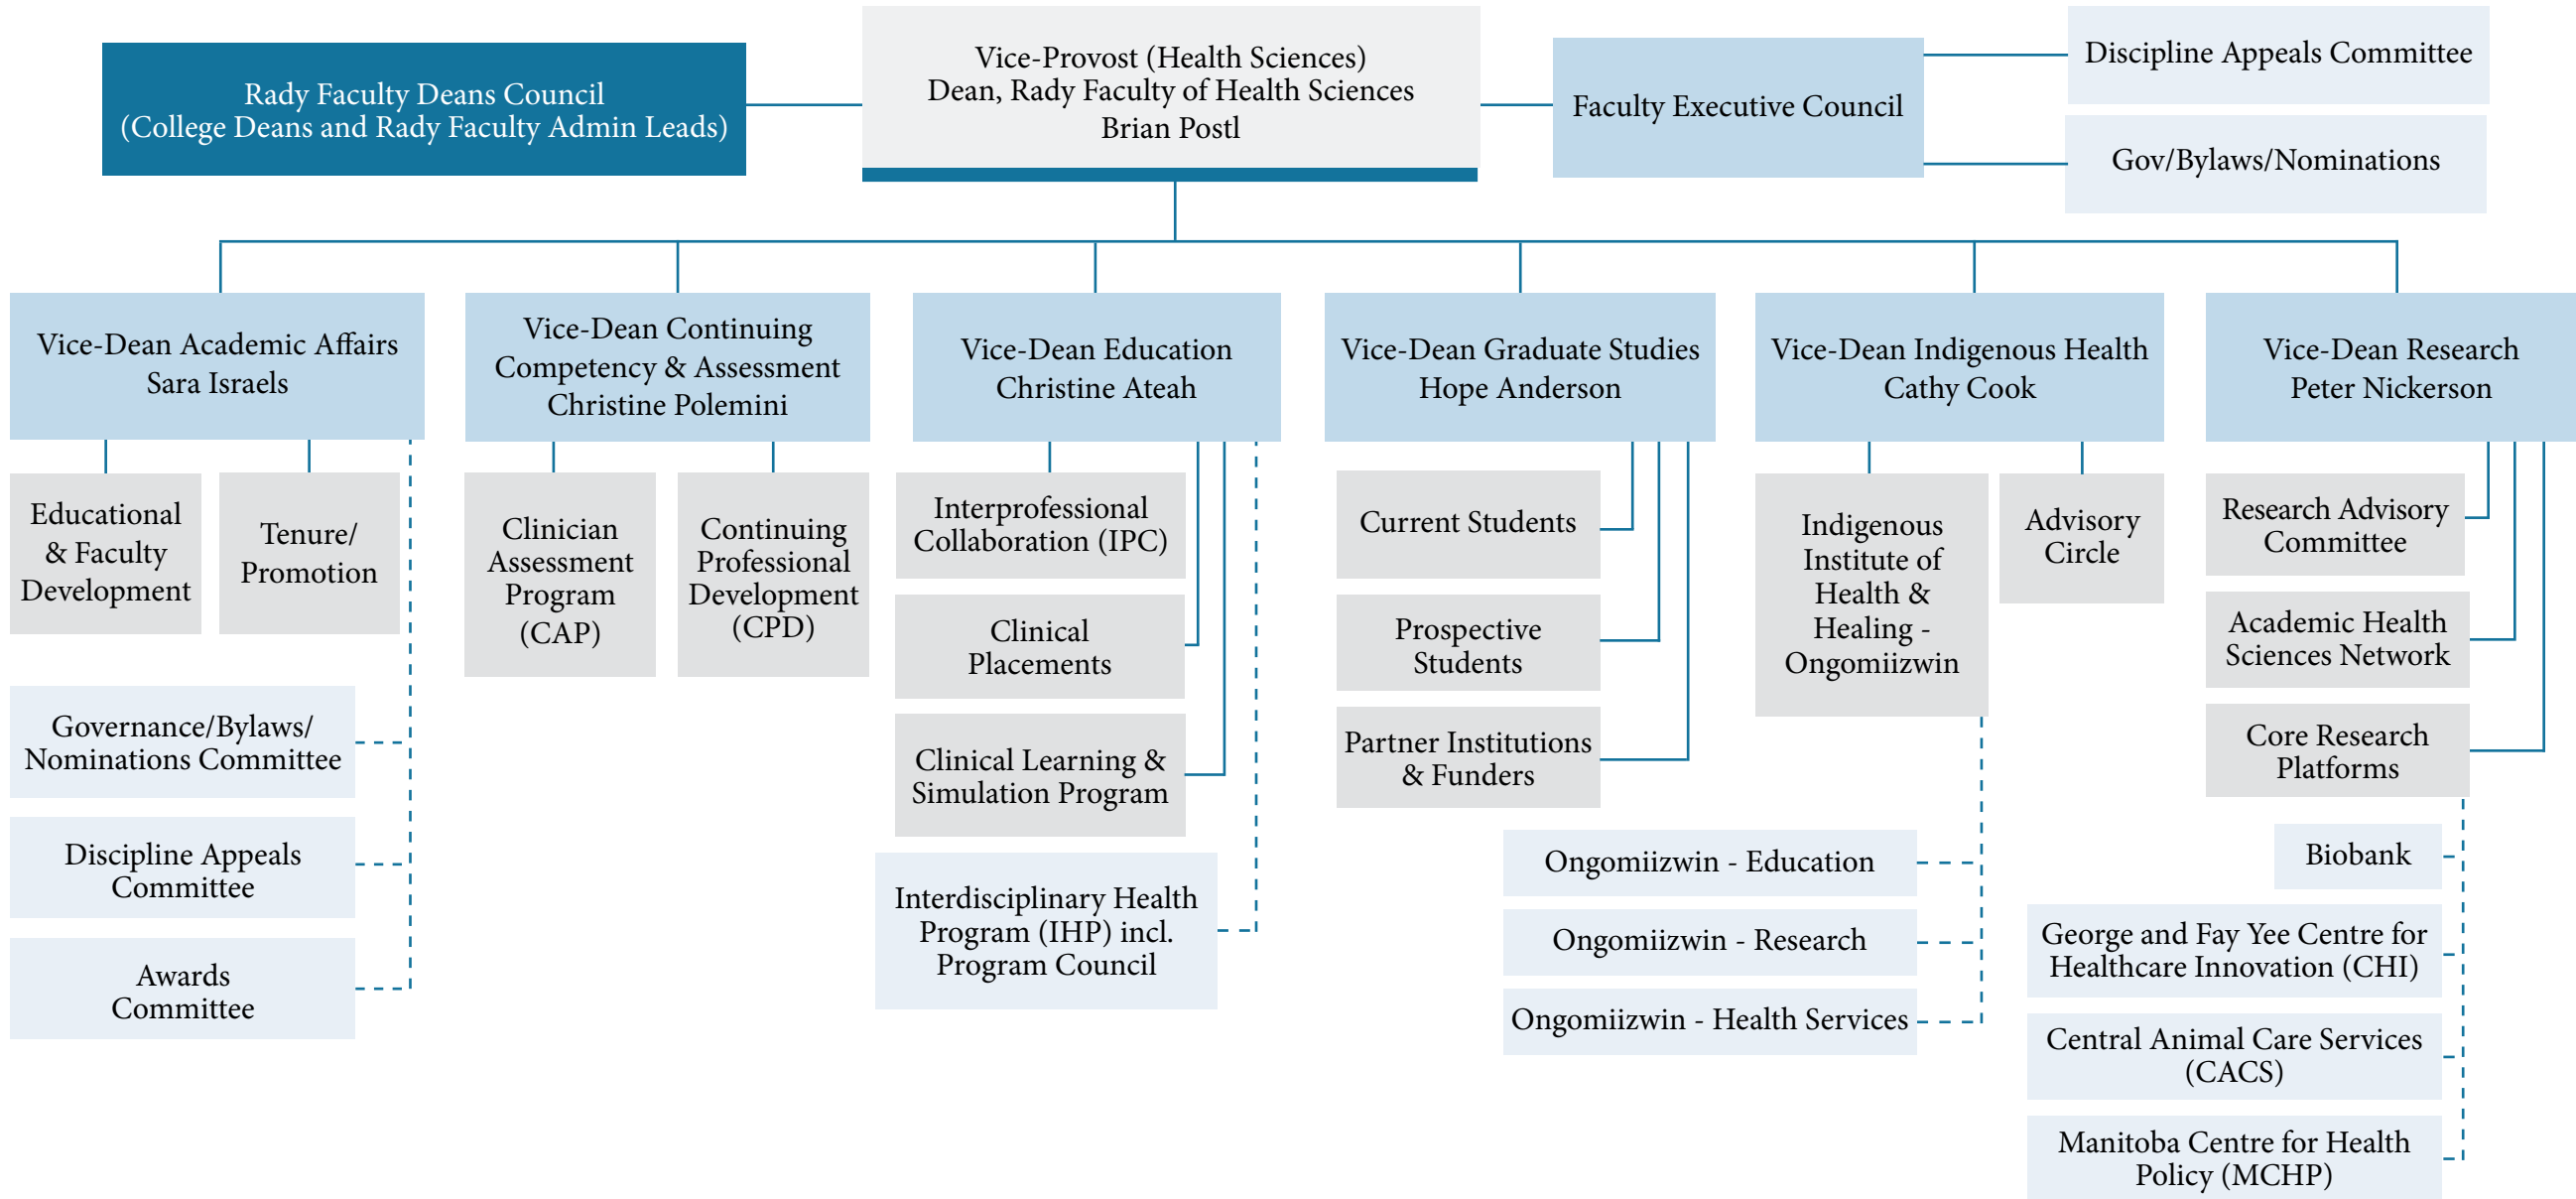 Rady Faculty Deans Council
(College Deans and Rady Faculty Admin Leads)
Vice-Provost (Health Sciences)
Dean, Rady Faculty of Health Sciences
Brian Postl
Faculty Executive Council
Discipline Appeals Committee
Gov/Bylaws/Nominations
Vice-Dean Academic Affairs
Sara Israels
Educational
& Faculty
Development
Tenure/
Promotion
Governance/Bylaws/
Nominations Committee
Discipline Appeals
Committee
Awards
Committee
Vice-Dean Continuing
Competency & Assessment
Christine Polemini
Clinician
Assessment
Program
(CAP)
Continuing
Professional
Development
(CPD)
Vice-Dean Education
Christine Ateah
Interprofessional
Collaboration (IPC)
Clinical
Placements
Clinical Learning &
Simulation Program
Interdisciplinary Health
Program (IHP) incl.
Program Council
Vice-Dean Graduate Studies
Hope Anderson
Current Students
Prospective
Students
Partner Institutions
& Funders
Vice-Dean Indigenous Health
Cathy Cook
Indigenous
Institute of
Health &
Healing -
Ongomiizwin
Advisory
Circle
Ongomiizwin - Education
Ongomiizwin - Research
Ongomiizwin - Health Services
Vice-Dean Research
Peter Nickerson
Research Advisory
Committee
Academic Health
Sciences Network
Core Research
Platforms
Biobank
George and Fay Yee Centre for
Healthcare Innovation (CHI)
Central Animal Care Services
(CACS)
Manitoba Centre for Health
Policy (MCHP)